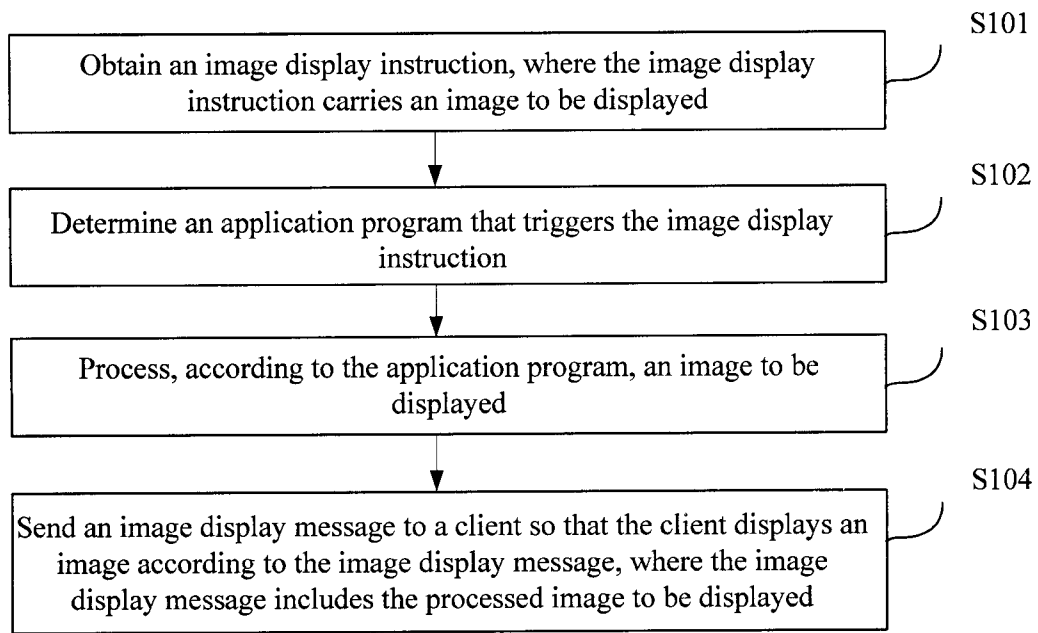 S101
Obtain an image display instruction, where the image display
instruction carries an image to be displayed
S102
Determine an application program that triggers the image display
instruction
S103
Process, according to the application program, an image to be
displayed
S104
Send an image display message to a client so that the client displays an
image according to the image display message, where the image
display message includes the processed image to be displayed